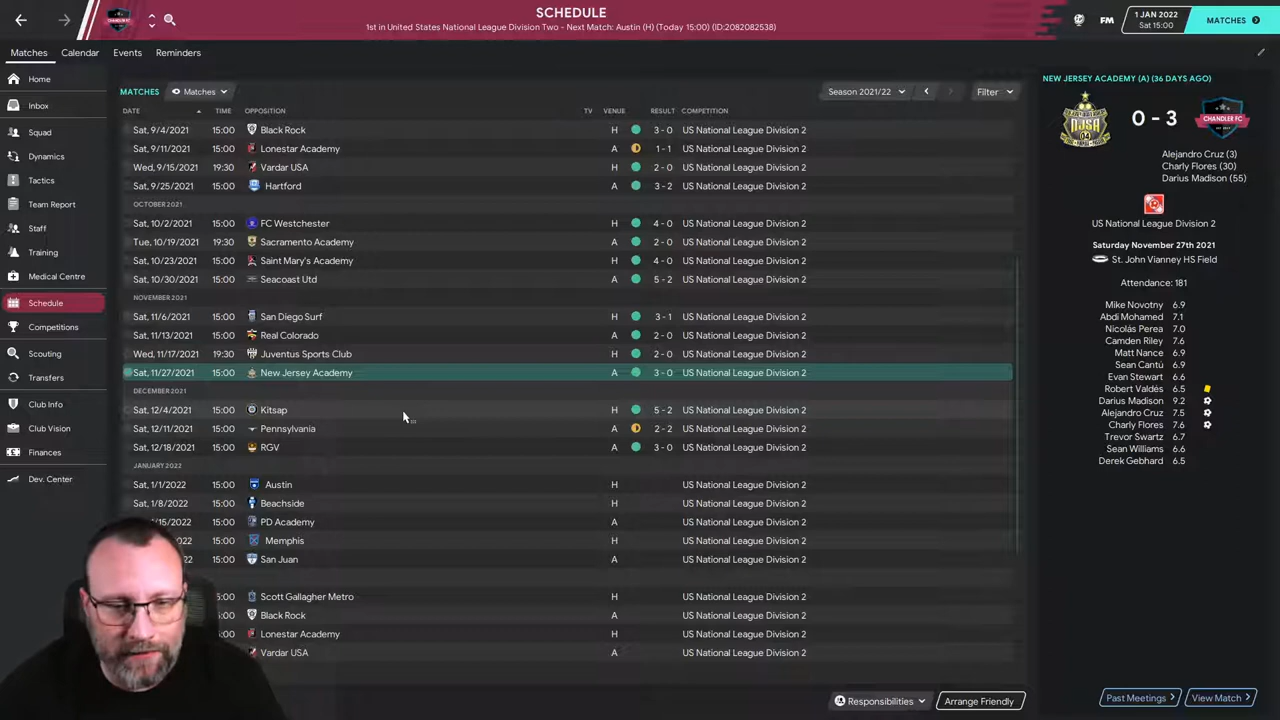 SCHEDULE
1st in United States National League Division Two - Next Match: Austin (H) (Today 15:00) (ID:2082082538)
CHANDLER FC
FM
1 JAN 2022
Sat 15:00
MATCHES
Matches Calendar Events Reminders
Home
Inbox
Squad
Dynamics
Tactics
Team Report
Staff
Training
Medical Centre
Schedule
Competitions
Scouting
Transfers
Club Info
Club Vision
Finances
Dev. Center
MATCHES Matches Season 2021/22 Filter
DATE TIME OPPOSITION TV VENUE RESULT COMPETITION
Sat, 9/4/2021 15:00 Black Rock H 3 - 0 US National League Division 2
Sat, 9/11/2021 15:00 Lonestar Academy A 1 - 1 US National League Division 2
Wed, 9/15/2021 19:30 Vardar USA H 2 - 0 US National League Division 2
Sat, 9/25/2021 15:00 Hartford A 3 - 2 US National League Division 2
OCTOBER 2021
Sat, 10/2/2021 15:00 FC Westchester H 4 - 0 US National League Division 2
Tue, 10/19/2021 19:30 Sacramento Academy A 2 - 0 US National League Division 2
Sat, 10/23/2021 15:00 Saint Mary's Academy H 4 - 0 US National League Division 2
Sat, 10/30/2021 15:00 Seacoast Utd A 5 - 2 US National League Division 2
NOVEMBER 2021
Sat, 11/6/2021 15:00 San Diego Surf H 3 - 1 US National League Division 2
Sat, 11/13/2021 15:00 Real Colorado A 2 - 0 US National League Division 2
Wed, 11/17/2021 19:30 Juventus Sports Club H 2 - 0 US National League Division 2
Sat, 11/27/2021 15:00 New Jersey Academy A 3 - 0 US National League Division 2
DECEMBER 2021
Sat, 12/4/2021 15:00 Kitsap H 5 - 2 US National League Division 2
Sat, 12/11/2021 15:00 Pennsylvania A 2 - 2 US National League Division 2
Sat, 12/18/2021 15:00 RGV A 3 - 0 US National League Division 2
JANUARY 2022
Sat, 1/1/2022 15:00 Austin H US National League Division 2
Sat, 1/8/2022 15:00 Beachside H US National League Division 2
/15/2022 15:00 PD Academy A US National League Division 2
022 15:00 Memphis H US National League Division 2
22 15:00 San Juan A US National League Division 2
5:00 Scott Gallagher Metro H US National League Division 2
:00 Black Rock A US National League Division 2
:00 Lonestar Academy H US National League Division 2
Vardar USA A US National League Division 2
Responsibilities Arrange Friendly
NEW JERSEY ACADEMY (A) (36 DAYS AGO)
NJSA
04
0 - 3
CHANDLER FC
Alejandro Cruz (3)
Charly Flores (30)
Darius Madison (55)
US National League Division 2
Saturday November 27th 2021
St. John Vianney HS Field
Attendance: 181
Mike Novotny 6.9
Abdi Mohamed 7.1
Nicolás Perea 7.0
Camden Riley 7.6
Matt Nance 6.9
Sean Cantú 6.9
Evan Stewart 6.6
Robert Valdés 6.5
Darius Madison 9.2
Alejandro Cruz 7.5
Charly Flores 7.6
Trevor Swartz 6.7
Sean Williams 6.6
Derek Gebhard 6.5
Past Meetings View Match